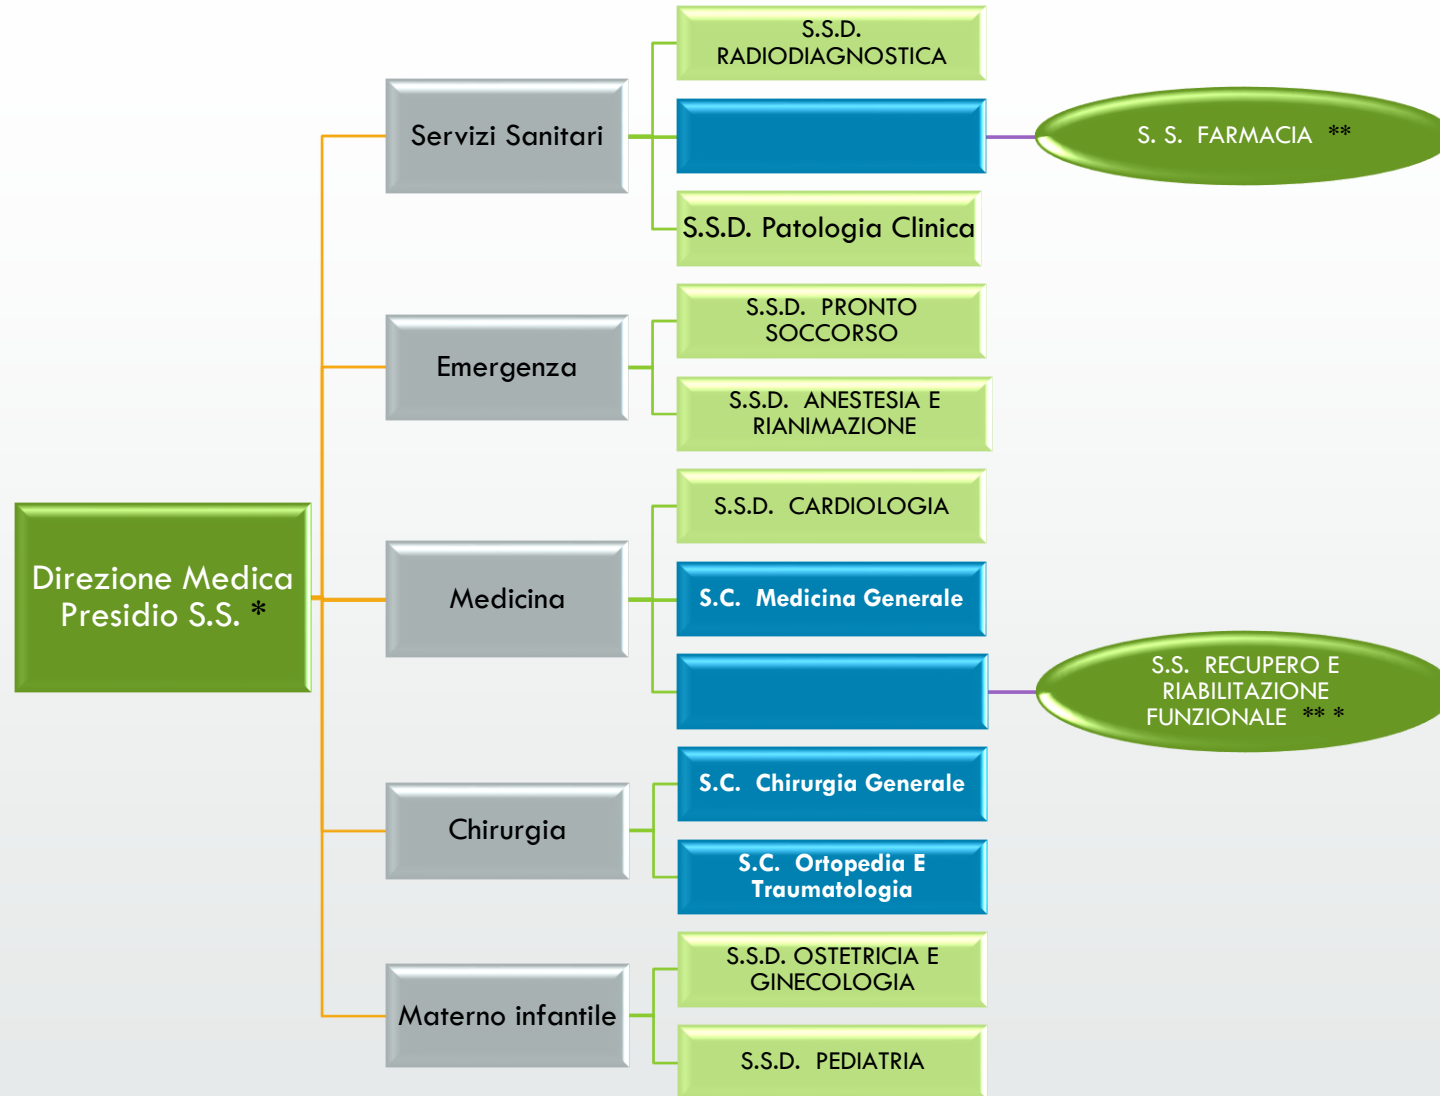 Direzione Medica
Presidio S.S. *
Servizi Sanitari
S.S.D.
RADIODIAGNOSTICA
S. S.  FARMACIA  **
S.S.D. Patologia Clinica
Emergenza
S.S.D.  PRONTO
SOCCORSO
S.S.D.  ANESTESIA E
RIANIMAZIONE
Medicina
S.S.D.  CARDIOLOGIA
S.C.  Medicina Generale
S.S.  RECUPERO E
RIABILITAZIONE
FUNZIONALE  ** *
Chirurgia
S.C.  Chirurgia Generale
S.C.  Ortopedia E
Traumatologia
Materno infantile
S.S.D. OSTETRICIA E
GINECOLOGIA
S.S.D.  PEDIATRIA